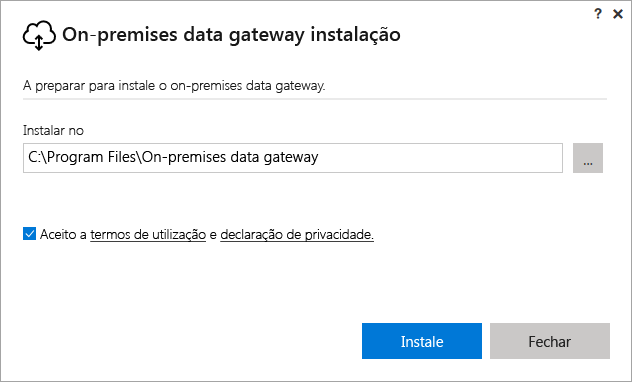 ? ×
On-premises data gateway instalação
A preparar para instale o on-premises data gateway.
Instalar no
C:\Program Files\On-premises data gateway
...
Aceito a termos de utilização e declaração de privacidade.
Instale
Fechar